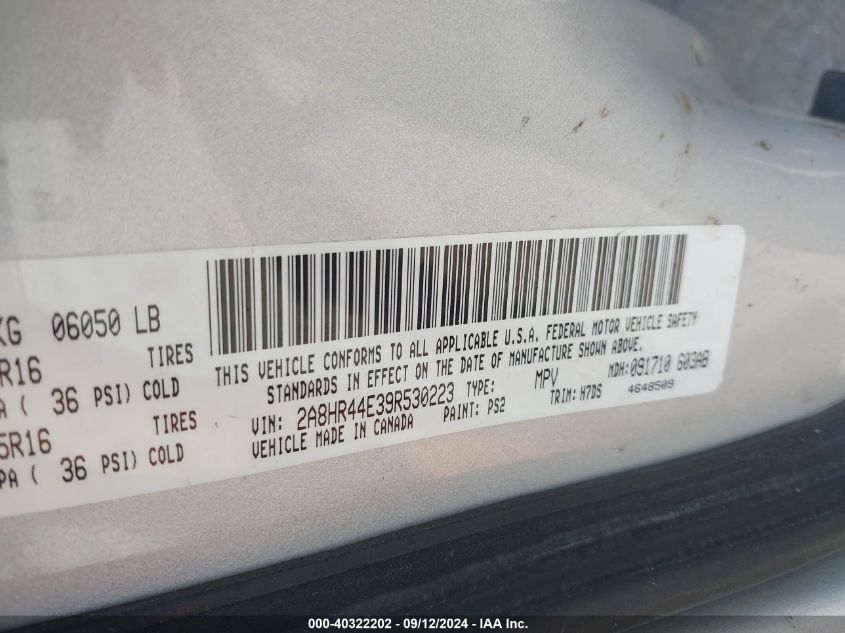 KG 06050 LB
R16 TIRES
PA ( 36 PSI) COLD
5R16 TIRES
PA ( 36 PSI) COLD
THIS VEHICLE CONFORMS TO ALL APPLICABLE U.S.A. FEDERAL MOTOR VEHICLE SAFETY
STANDARDS IN EFFECT ON THE DATE OF MANUFACTURE SHOWN ABOVE.
VIN: 2A8HR44E39R530223 TYPE: MPV MDH: 091710 603AB
VEHICLE MADE IN CANADA PAINT: PS2 TRIM: H7DS 4648509
000-40322202 - 09/12/2024 - IAA Inc.